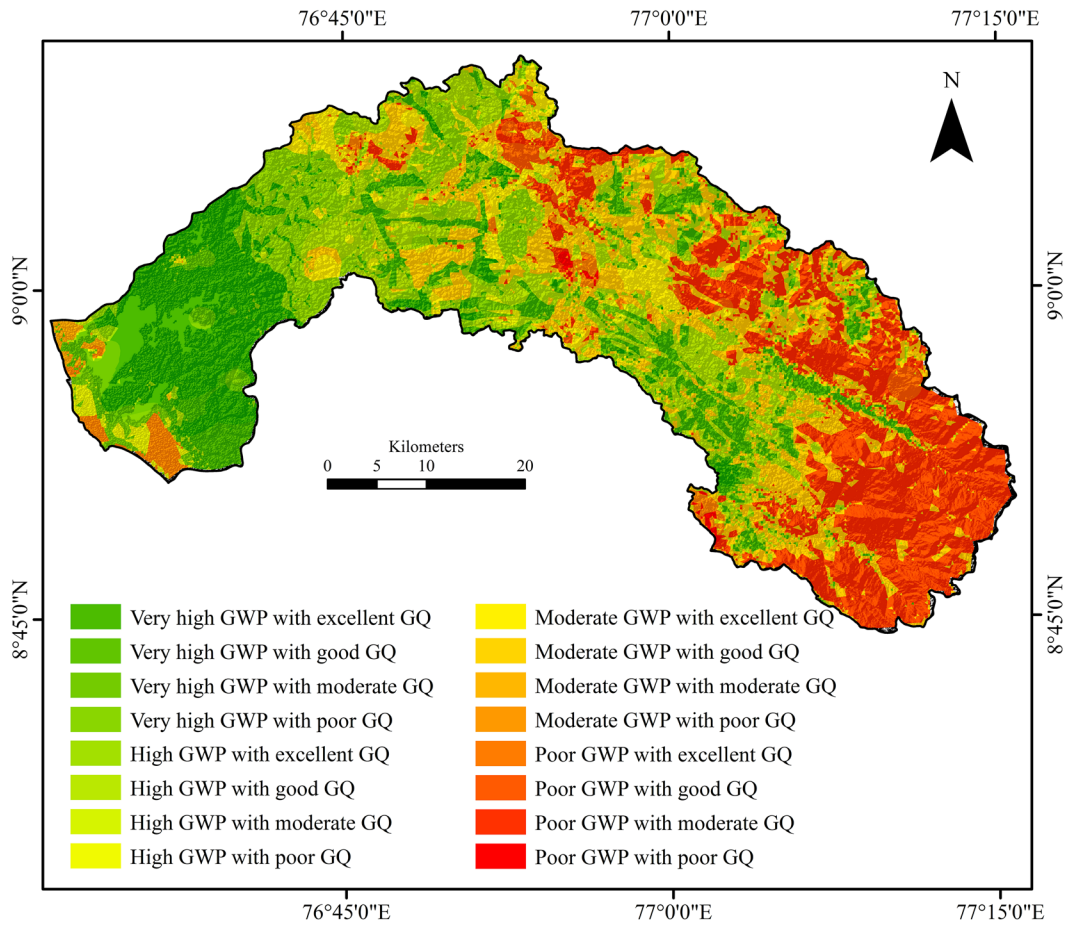 76°45'0"E 77°0'0"E 77°15'0"E
N
9°0'0"N
9°0'0"N
Kilometers
0 5 10 20
8°45'0"N
8°45'0"N
Very high GWP with excellent GQ
Very high GWP with good GQ
Very high GWP with moderate GQ
Very high GWP with poor GQ
High GWP with excellent GQ
High GWP with good GQ
High GWP with moderate GQ
High GWP with poor GQ
Moderate GWP with excellent GQ
Moderate GWP with good GQ
Moderate GWP with moderate GQ
Moderate GWP with poor GQ
Poor GWP with excellent GQ
Poor GWP with good GQ
Poor GWP with moderate GQ
Poor GWP with poor GQ
76°45'0"E 77°0'0"E 77°15'0"E